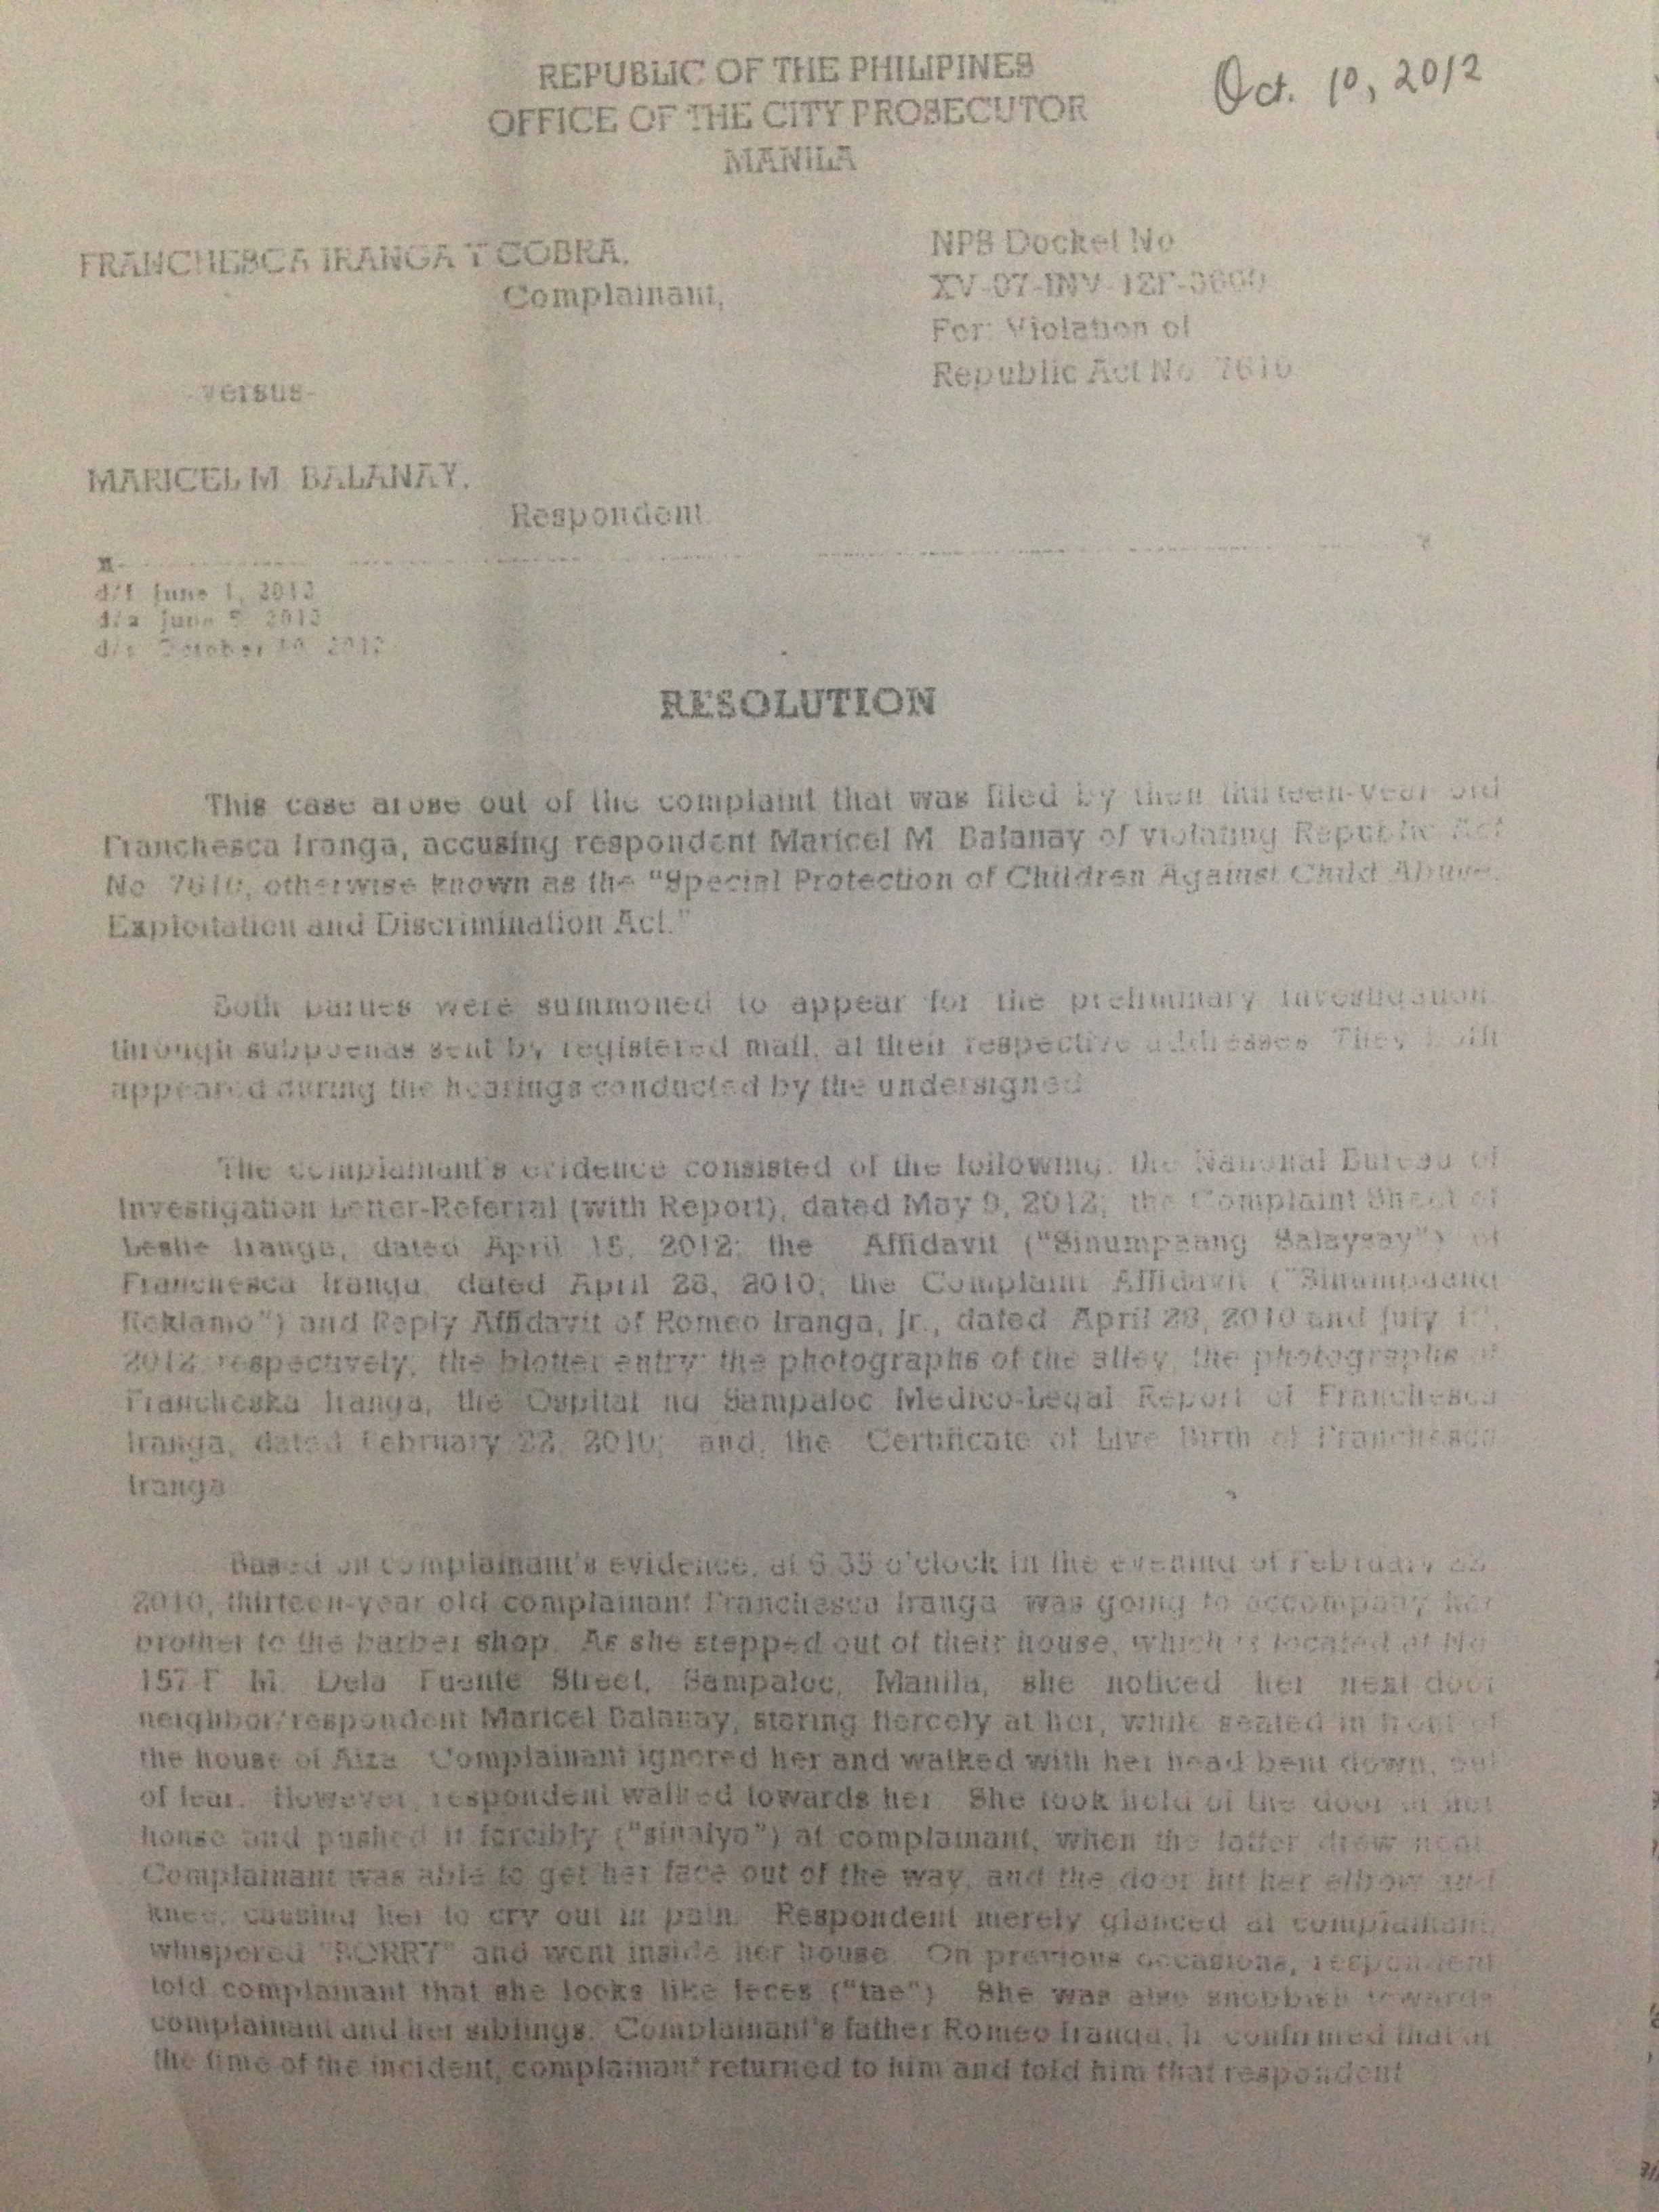 REPUBLIC OF THE PHILIPINES
Oct. 10, 2012
OFFICE OF THE CITY PROSECUTOR
MANILA
FRANCHESCA IRANGA Y COBRA,
Complainant,
NPS Docket No
For: Violation of
Republic Act No. 7610
-versus-
MARICEL M. BALANAY,
Respondent.
x- x
d/f June 1, 2012
d/a June 2012
October 10, 2012
RESOLUTION
This case arose out of the complaint that was filed by then thirteen-year old
Franchesca Iranga, accusing respondent Maricel M. Balanay of violating Republic Act
No. 7610, otherwise known as the "Special Protection of Children Against Child Abuse,
Exploitation and Discrimination Act."
Both parties were summoned to appear for the preliminary investigation
through subpoenas sent by registered mail, at their respective addresses. They both
appeared during the hearings conducted by the undersigned.
The complainant's evidence consisted of the following: the National Bureau of
Investigation Letter-Referral (with Report), dated May 9, 2012; the Complaint Sheet of
Leslie Iranga, dated April 15, 2012; the Affidavit ("Sinumpaang Salaysay") of
Franchesca Iranga, dated April 28, 2010; the Complaint Affidavit ("Sinumpaang
Reklamo") and Reply Affidavit of Romeo Iranga, Jr., dated April 28, 2010 and July
2012, respectively; the blotter entry; the photographs of the alley; the photographs of
Francheska Iranga, the Ospital ng Sampaloc Medico-Legal Report of Franchesca
Iranga, dated February 22, 2010; and, the Certificate of Live Birth of Franchesca
Iranga.
Based on complainant's evidence, at 6:35 o'clock in the evening of February 22,
2010, thirteen-year old complainant Franchesca Iranga was going to accompany her
brother to the barber shop. As she stepped out of their house, which is located at No.
157 F M. Dela Fuente Street, Sampaloc, Manila, she noticed her next door
neighbor/respondent Maricel Balanay, staring fiercely at her, while seated in front of
the house of Aiza. Complainant ignored her and walked with her head bent down, out
of fear. However, respondent walked towards her. She took hold of the door of her
house and pushed it forcibly ("sinalya") at complainant, when the latter drew near.
Complainant was able to get her face out of the way, and the door hit her elbow and
knee, causing her to cry out in pain. Respondent merely glanced at complainant,
whispered "SORRY" and went inside her house. On previous occasions, respondent
told complainant that she looks like feces ("tae"). She was also snobbish towards
complainant and her siblings. Complainant's father Romeo Iranga, Jr. confirmed that at
the time of the incident, complainant returned to him and told him that respondent